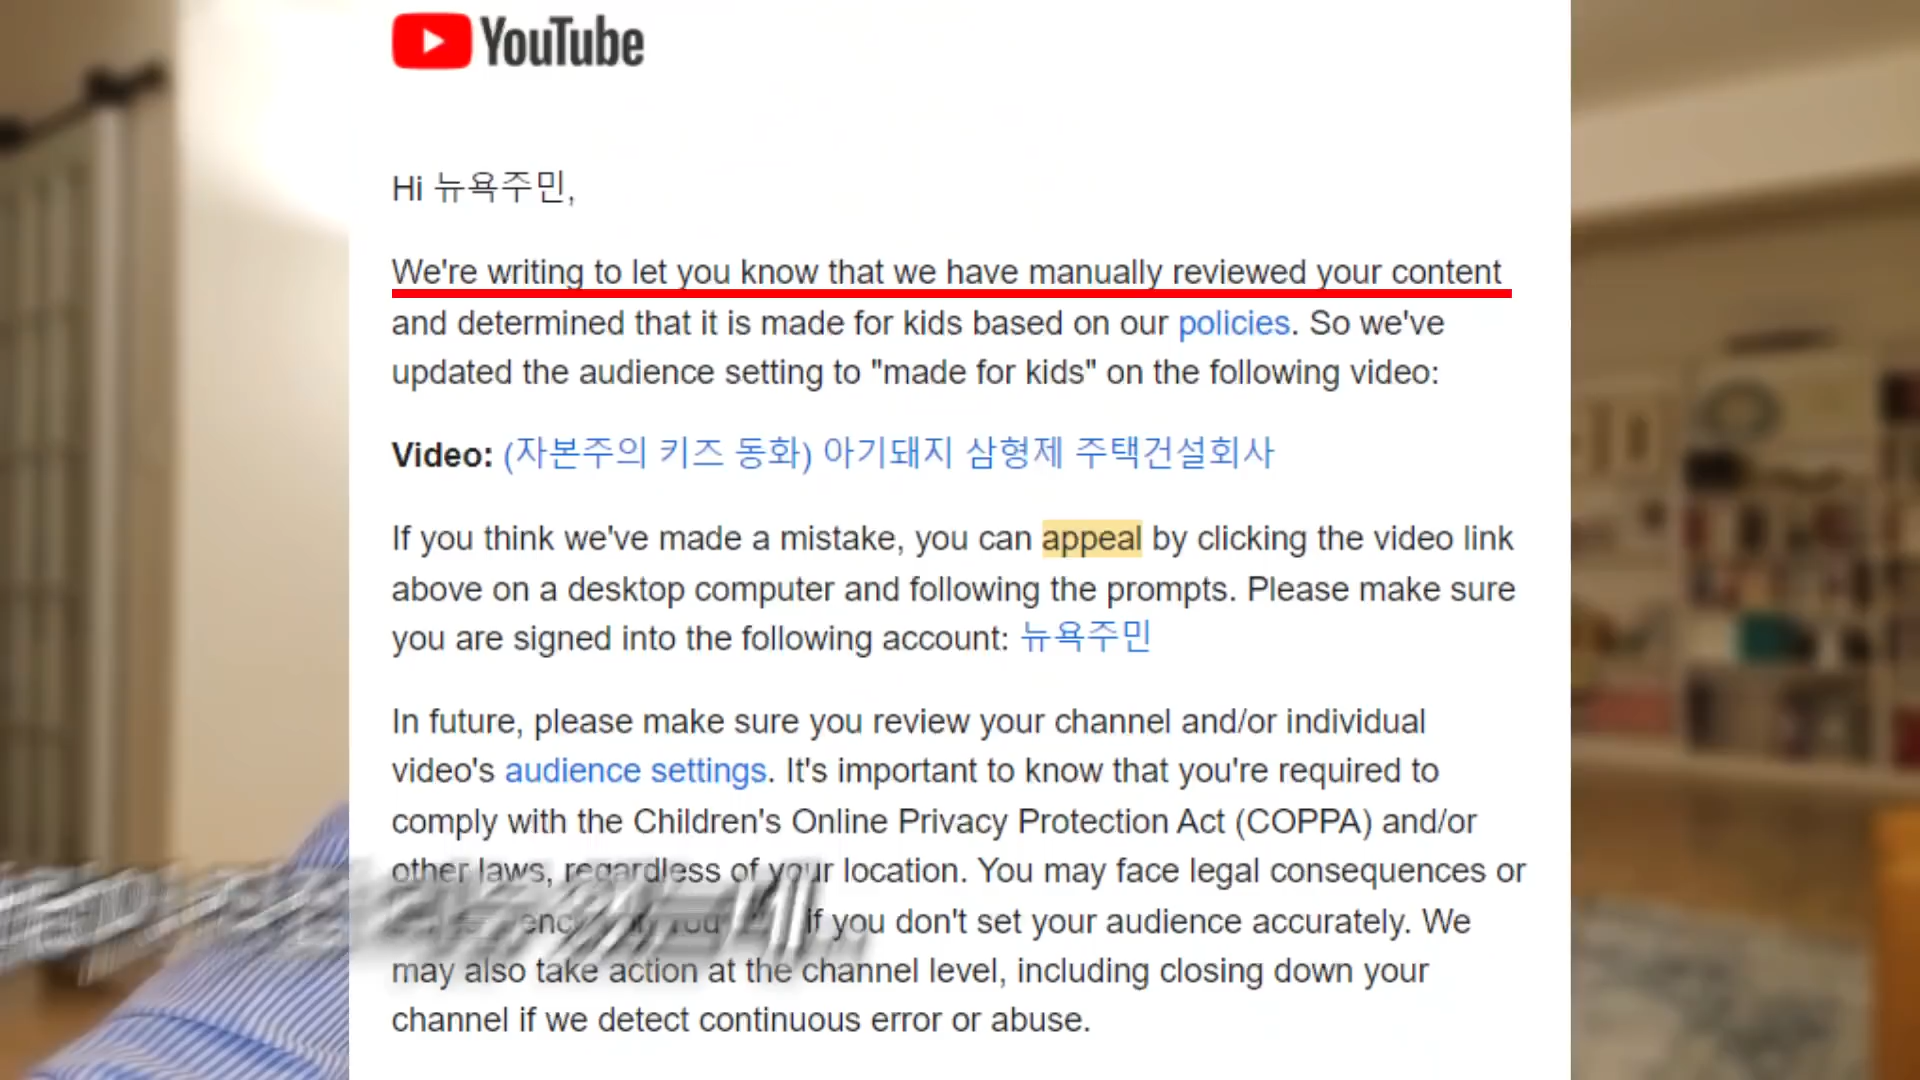 YouTube
Hi 뉴욕주민,
We're writing to let you know that we have manually reviewed your content
and determined that it is made for kids based on our policies. So we've
updated the audience setting to "made for kids" on the following video:
Video: (자본주의 키즈 동화) 아기돼지 삼형제 주택건설회사
If you think we've made a mistake, you can appeal by clicking the video link
above on a desktop computer and following the prompts. Please make sure
you are signed into the following account: 뉴욕주민
In future, please make sure you review your channel and/or individual
video's audience settings. It's important to know that you're required to
comply with the Children's Online Privacy Protection Act (COPPA) and/or
other laws, regardless of your location. You may face legal consequences or
if you don't set your audience accurately. We
may also take action at the channel level, including closing down your
channel if we detect continuous error or abuse.